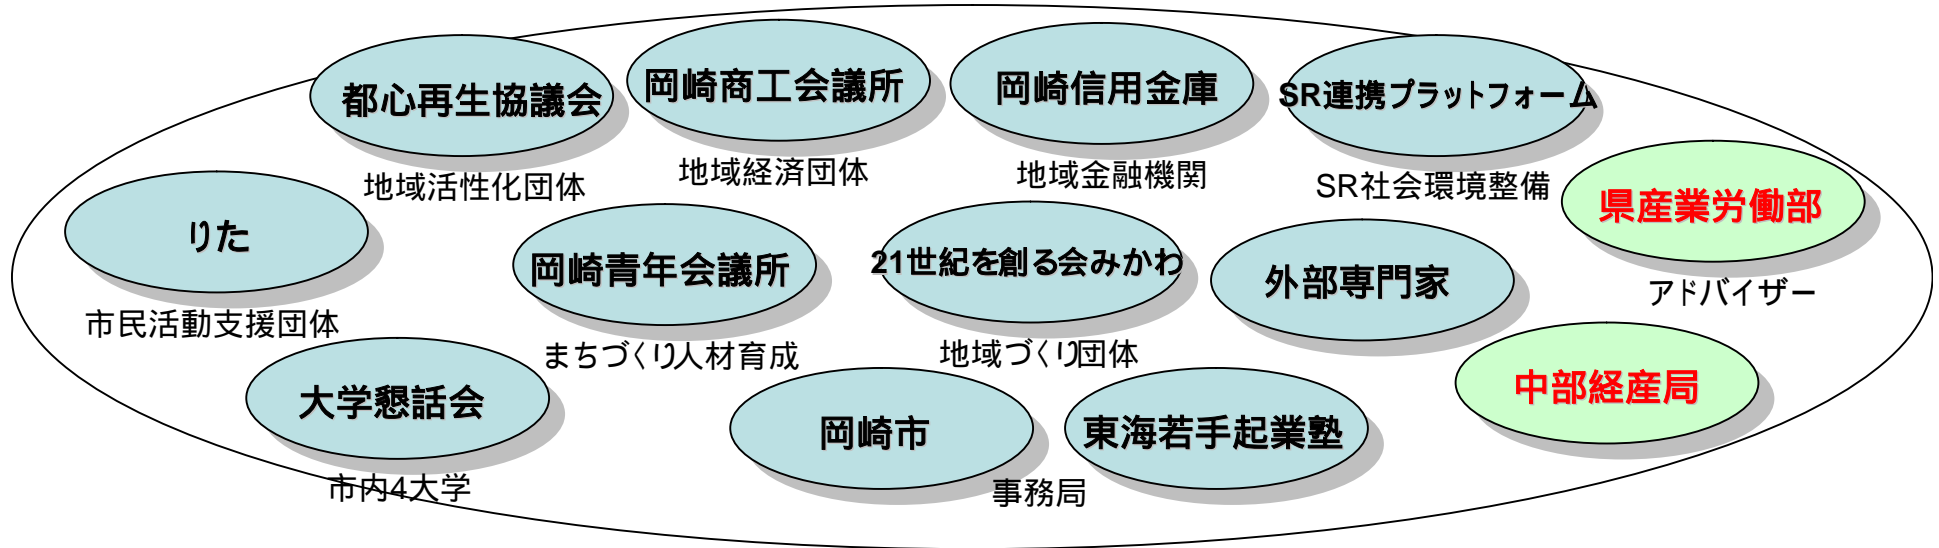 都心再生協議会
地域活性化団体
岡崎商工会議所
地域経済団体
岡崎信用金庫
地域金融機関
SR連携プラットフォーム
SR社会環境整備
県産業労働部
アドバイザー
りた
市民活動支援団体
岡崎青年会議所
まちづくり人材育成
21世紀を創る会みかわ
地域づくり団体
外部専門家
中部経産局
大学懇話会
市内4大学
岡崎市
東海若手起業塾
事務局